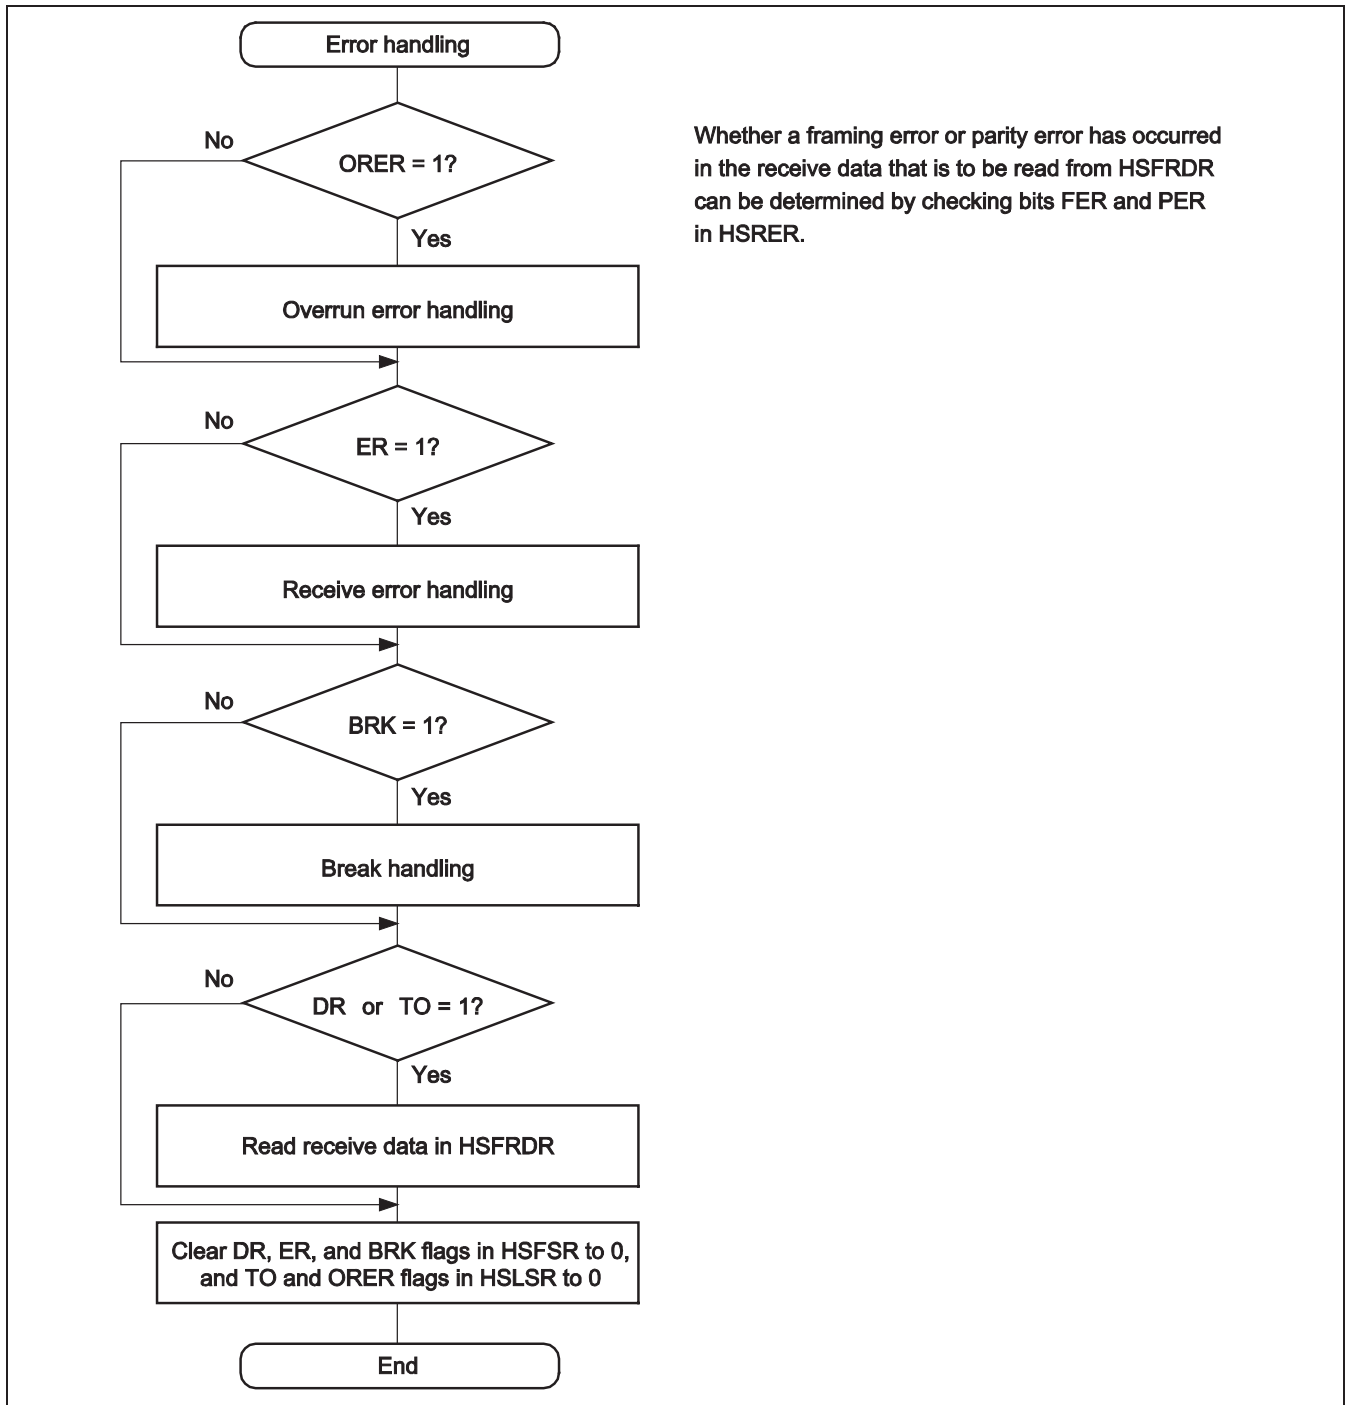 Error handling
No
ORER = 1?
Yes
Overrun error handling
Whether a framing error or parity error has occurred
in the receive data that is to be read from HSFRDR
can be determined by checking bits FER and PER
in HSRER.
No
ER = 1?
Yes
Receive error handling
No
BRK = 1?
Yes
Break handling
No
DR or TO = 1?
Yes
Read receive data in HSFRDR
Clear DR, ER, and BRK flags in HSFSR to 0,
and TO and ORER flags in HSLSR to 0
End